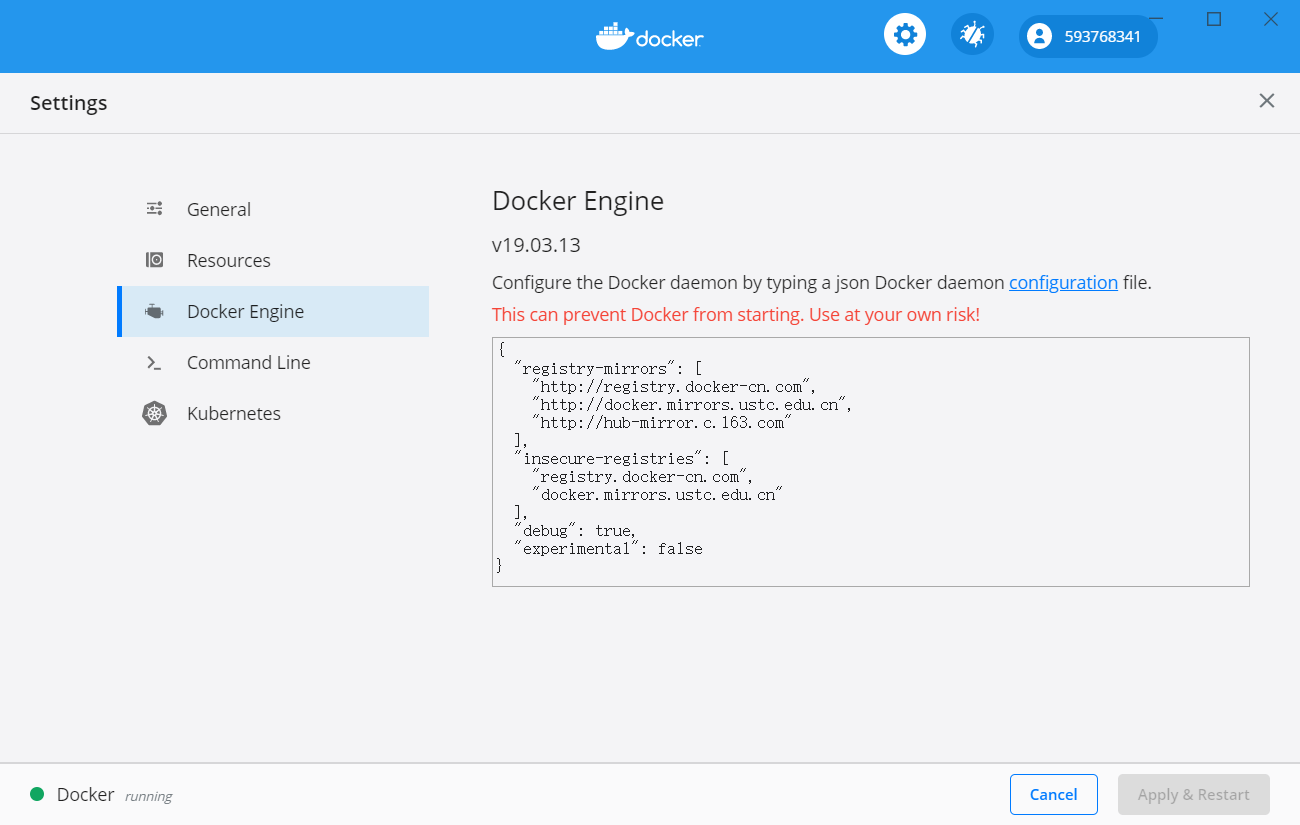 docker
593768341
Settings
General
Resources
Docker Engine
Command Line
Kubernetes
Docker Engine
v19.03.13
Configure the Docker daemon by typing a json Docker daemon configuration file.
This can prevent Docker from starting. Use at your own risk!
{
  "registry-mirrors": [
    "http://registry.docker-cn.com",
    "http://docker.mirrors.ustc.edu.cn",
    "http://hub-mirror.c.163.com"
  ],
  "insecure-registries": [
    "registry.docker-cn.com",
    "docker.mirrors.ustc.edu.cn"
  ],
  "debug": true,
  "experimental": false
}
Docker running
Cancel
Apply & Restart